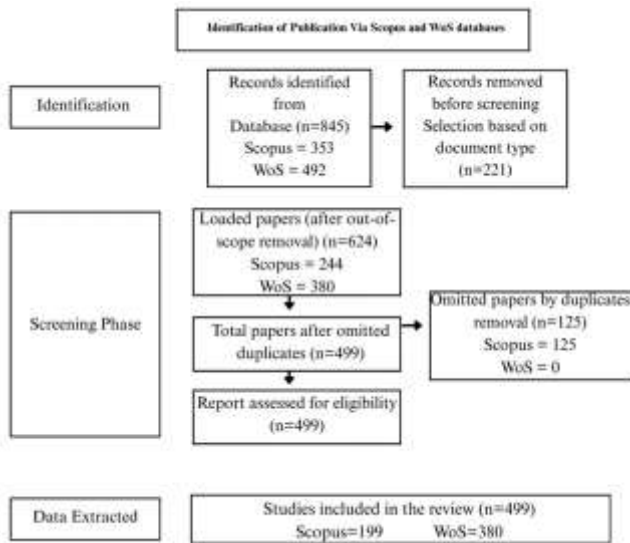 Identification of Publication Via Scopus and WoS databases
Identification
Records identified
from
Database (n=845)
Scopus = 353
WoS = 492
Records removed
before screening
Selection based on
document type
(n=221)
Screening Phase
Loaded papers (after out-of-
scope removal) (n=624)
Scopus = 244
WoS = 380
Total papers after omitted
duplicates (n=499)
Omitted papers by duplicates
removal (n=125)
Scopus = 125
WoS = 0
Report assessed for eligibility
(n=499)
Data Extracted
Studies included in the review (n=499)
Scopus=199 WoS=380